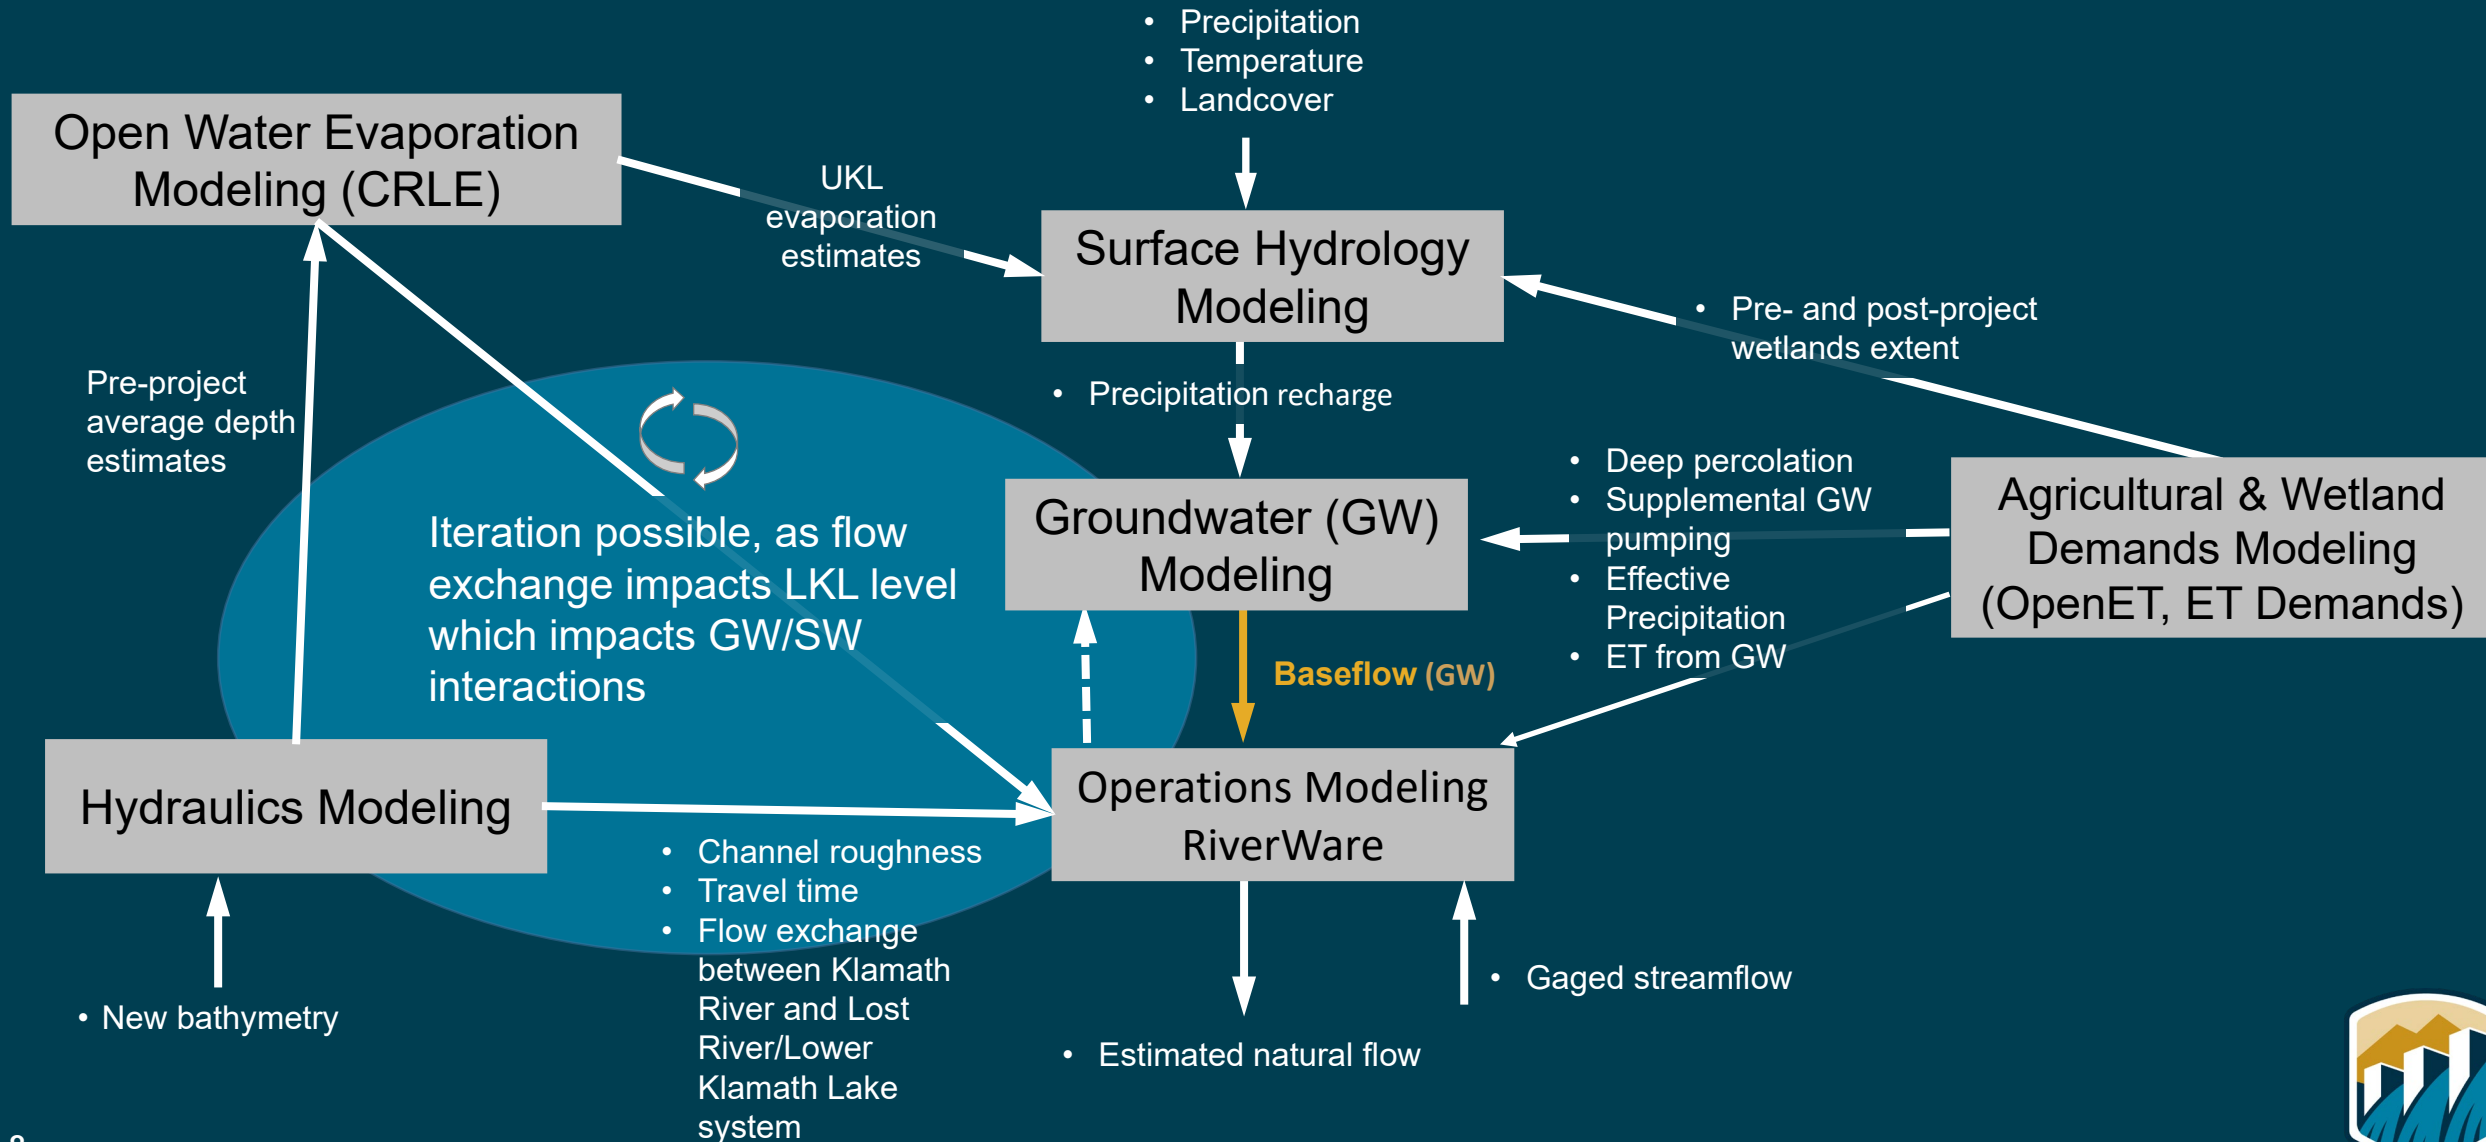 • Precipitation
• Temperature
• Landcover
Open Water Evaporation
Modeling (CRLE)
UKL
evaporation
estimates
Surface Hydrology
Modeling
• Pre- and post-project
wetlands extent
Pre-project
average depth
estimates
• Precipitation recharge
• Deep percolation
• Supplemental GW
pumping
• Effective
Precipitation
• ET from GW
Groundwater (GW)
Modeling
Agricultural & Wetland
Demands Modeling
(OpenET, ET Demands)
Iteration possible, as flow
exchange impacts LKL level
which impacts GW/SW
interactions
Baseflow (GW)
Hydraulics Modeling
Operations Modeling
RiverWare
• Channel roughness
• Travel time
• Flow exchange
between Klamath
River and Lost
River/Lower
Klamath Lake
system
• New bathymetry
• Gaged streamflow
• Estimated natural flow